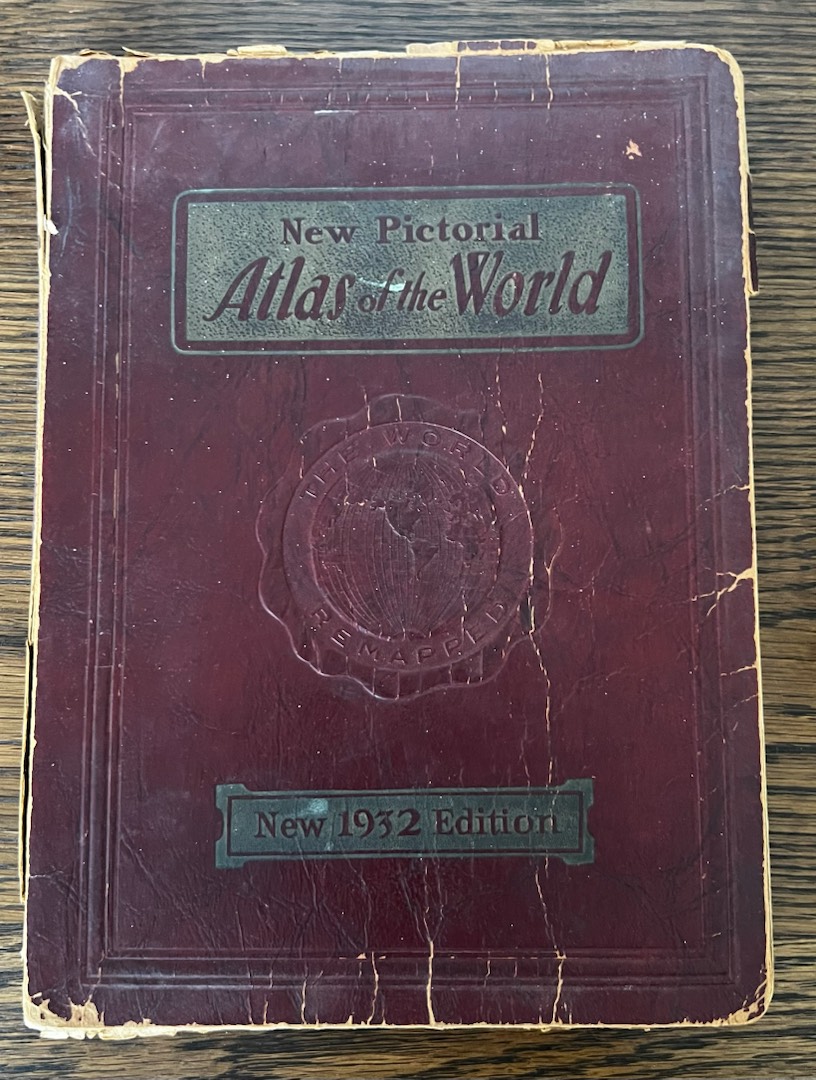 New Pictorial
Atlas of the World
THE WORLD
REMAPPED
New 1932 Edition